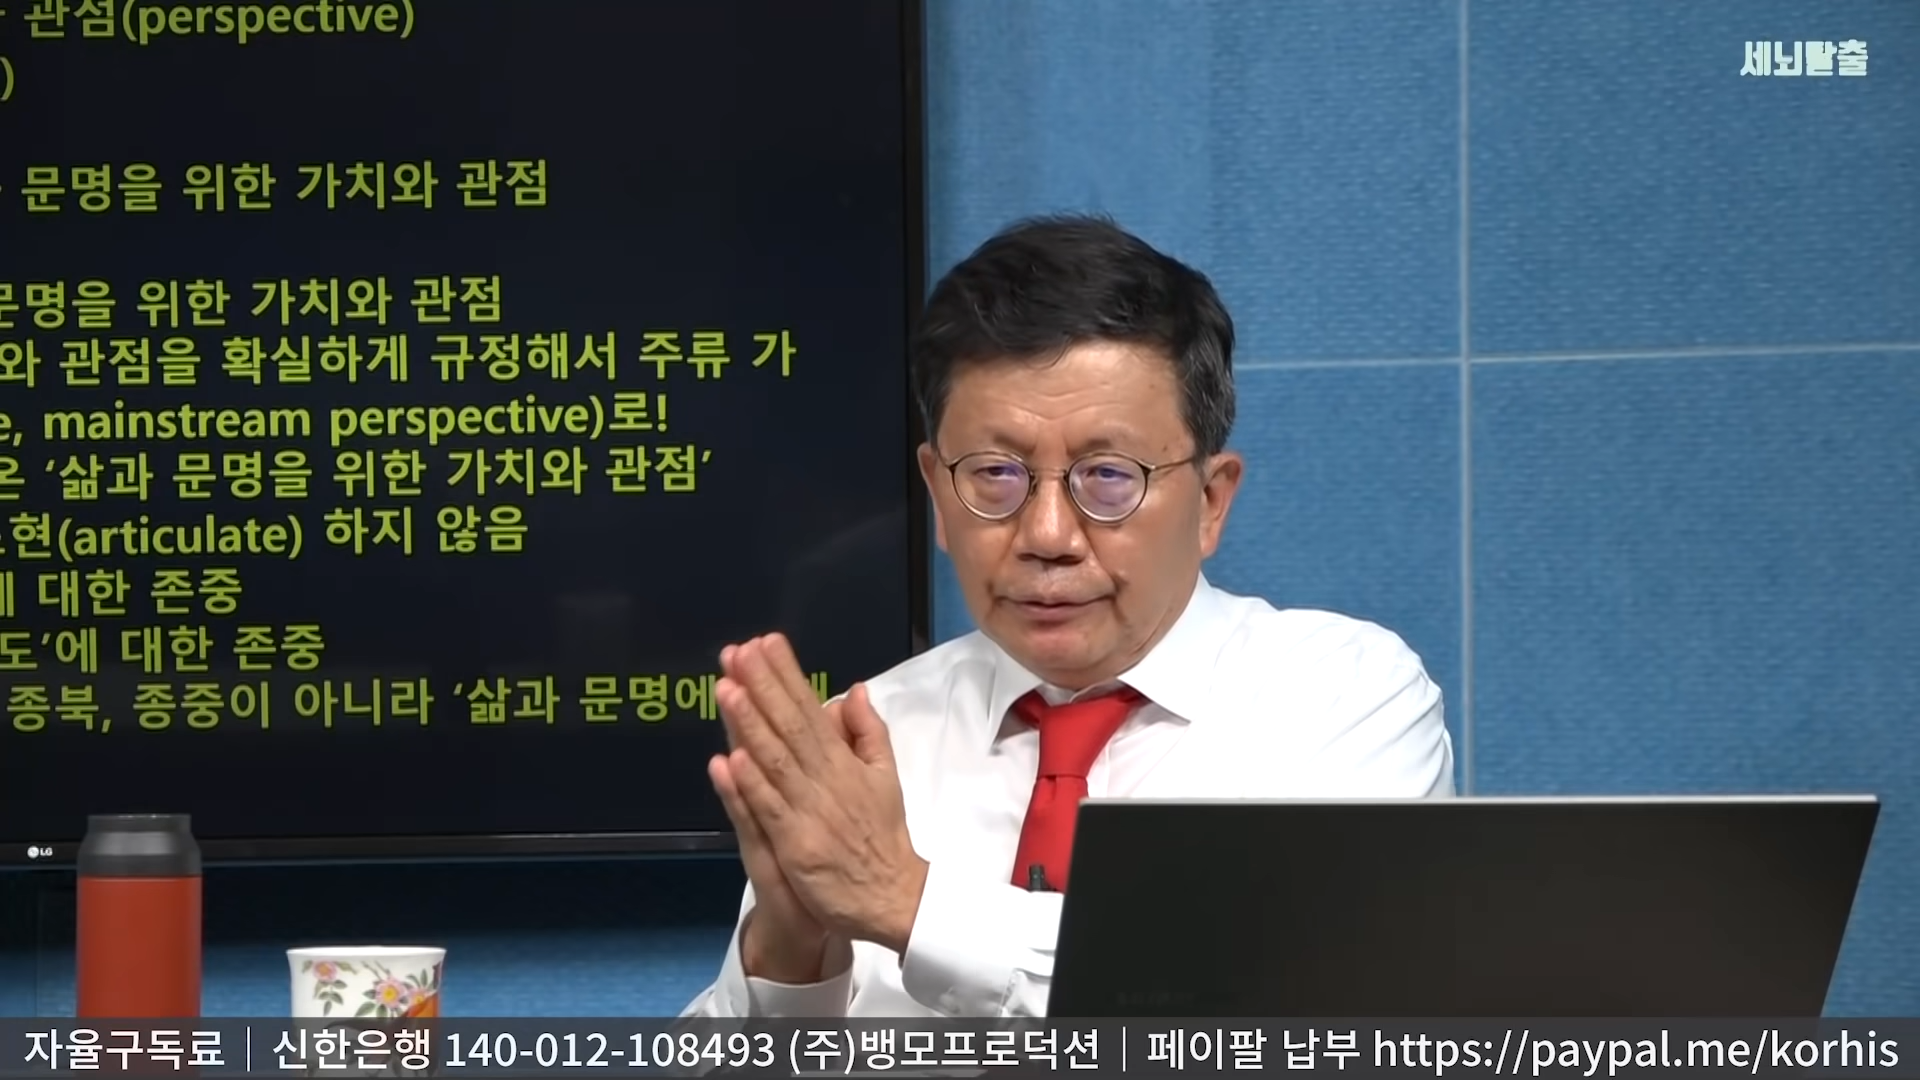 관점(perspective)
)
세뇌탈출
문명을 위한 가치와 관점
문명을 위한 가치와 관점
와 관점을 확실하게 규정해서 주류 가
e, mainstream perspective)로!
온 ‘삶과 문명을 위한 가치와 관점’
현(articulate) 하지 않음
에 대한 존중
도’에 대한 존중
종북, 종중이 아니라 ‘삶과 문명에
LG
자율구독료│신한은행 140-012-108493 (주)뱅모프로덕션│페이팔 납부 https://paypal.me/korhis